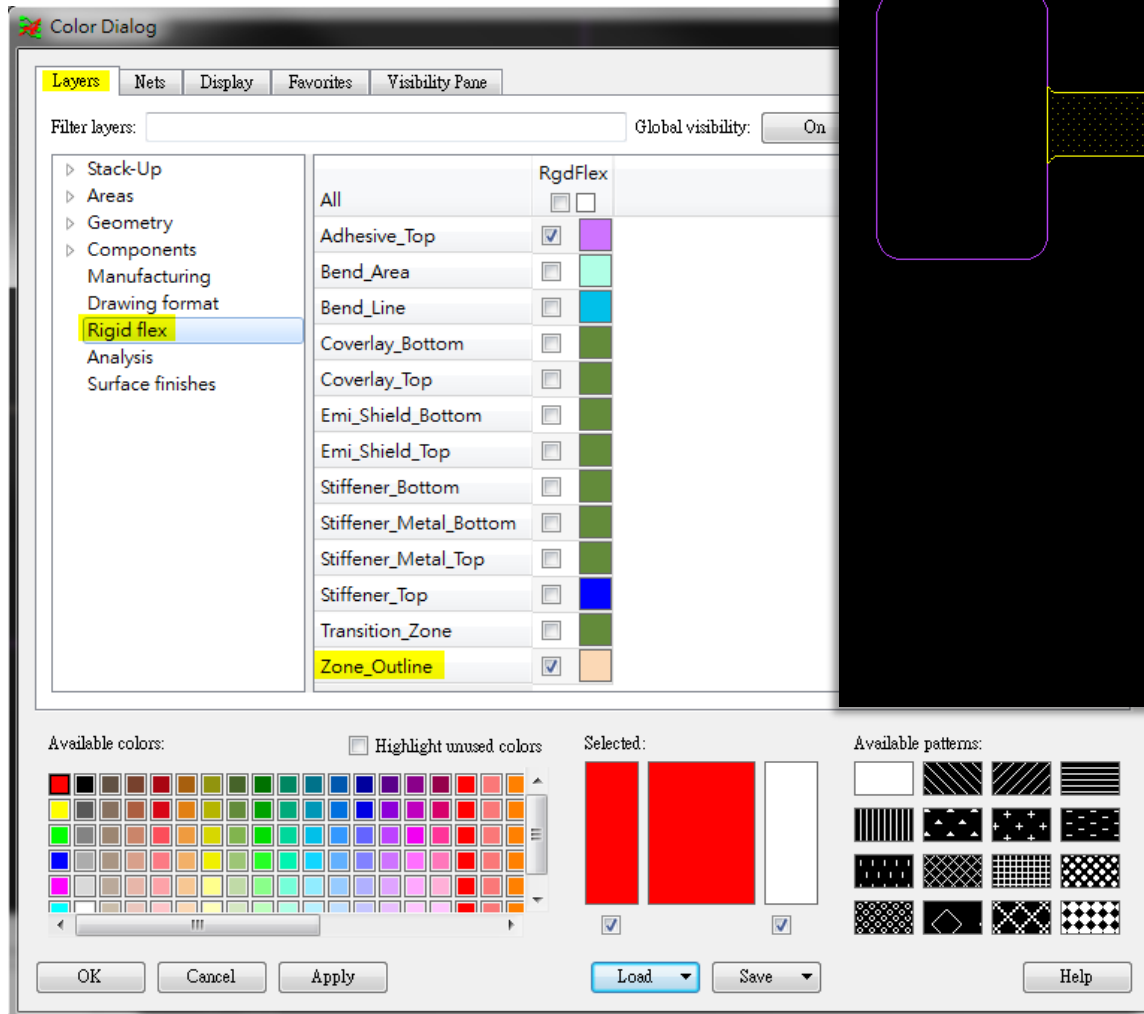 Color Dialog
Layers Nets Display Favorites Visibility Pane
Filter layers: Global visibility: On
Stack-Up
Areas
Geometry
Components
Manufacturing
Drawing format
Rigid flex
Analysis
Surface finishes
RgdFlex
All
Adhesive_Top
Bend_Area
Bend_Line
Coverlay_Bottom
Coverlay_Top
Emi_Shield_Bottom
Emi_Shield_Top
Stiffener_Bottom
Stiffener_Metal_Bottom
Stiffener_Metal_Top
Stiffener_Top
Transition_Zone
Zone_Outline
Available colors: Highlight unused colors Selected: Available patterns:
OK Cancel Apply Load Save Help